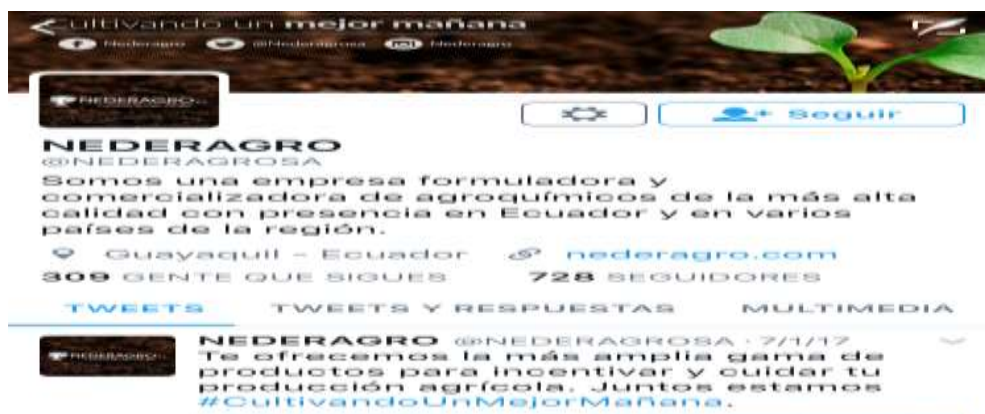 Cultivando un mejor mañana
Nederagro @Nederagrosa Nederagro
NEDERAGRO
Seguir
NEDERAGRO
@NEDERAGROSA
Somos una empresa formuladora y
comercializadora de agroquímicos de la más alta
calidad con presencia en Ecuador y en varios
países de la región.
Guayaquil - Ecuador nederagro.com
309 GENTE QUE SIGUES 728 SEGUIDORES
TWEETS TWEETS Y RESPUESTAS MULTIMEDIA
NEDERAGRO @NEDERAGROSA · 7/1/17
NEDERAGRO
Te ofrecemos la más amplia gama de
productos para incentivar y cuidar tu
producción agrícola. Juntos estamos
#CultivandoUnMejorMañana.